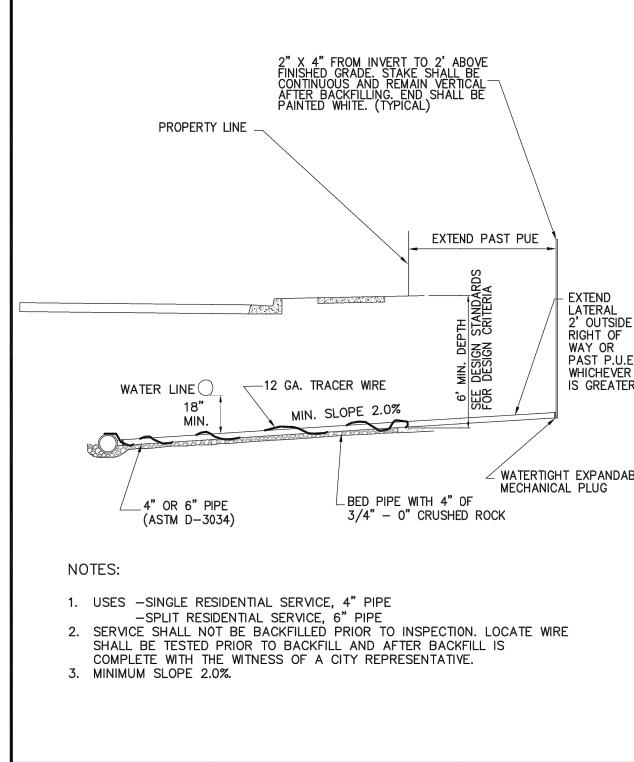 2" X 4" FROM INVERT TO 2' ABOVE
FINISHED GRADE. STAKE SHALL BE
CONTINUOUS AND REMAIN VERTICAL
AFTER BACKFILLING. END SHALL BE
PAINTED WHITE. (TYPICAL)
PROPERTY LINE
EXTEND PAST PUE
6' MIN. DEPTH
SEE DESIGN STANDARDS
FOR DESIGN CRITERIA
EXTEND
LATERAL
2' OUTSIDE
RIGHT OF
WAY OR
PAST P.U.E
WHICHEVER
IS GREATER
WATER LINE
18"
MIN.
12 GA. TRACER WIRE
MIN. SLOPE 2.0%
WATERTIGHT EXPANDAB
MECHANICAL PLUG
4" OR 6" PIPE
(ASTM D-3034)
BED PIPE WITH 4" OF
3/4" - 0" CRUSHED ROCK
NOTES:
1. USES -SINGLE RESIDENTIAL SERVICE, 4" PIPE
-SPLIT RESIDENTIAL SERVICE, 6" PIPE
2. SERVICE SHALL NOT BE BACKFILLED PRIOR TO INSPECTION. LOCATE WIRE
SHALL BE TESTED PRIOR TO BACKFILL AND AFTER BACKFILL IS
COMPLETE WITH THE WITNESS OF A CITY REPRESENTATIVE.
3. MINIMUM SLOPE 2.0%.